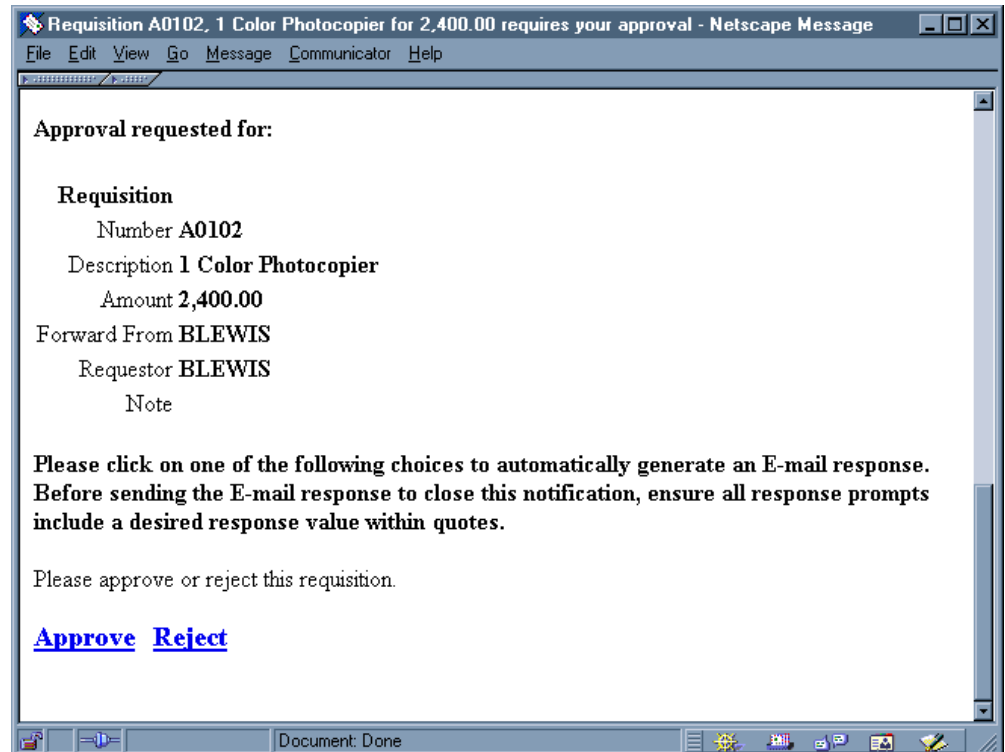 Requisition A0102, 1 Color Photocopier for 2,400.00 requires your approval - Netscape Message
File Edit View Go Message Communicator Help
Approval requested for:
Requisition
Number A0102
Description 1 Color Photocopier
Amount 2,400.00
Forward From BLEWIS
Requestor BLEWIS
Note
Please click on one of the following choices to automatically generate an E-mail response.
Before sending the E-mail response to close this notification, ensure all response prompts
include a desired response value within quotes.
Please approve or reject this requisition.
Approve Reject
Document: Done